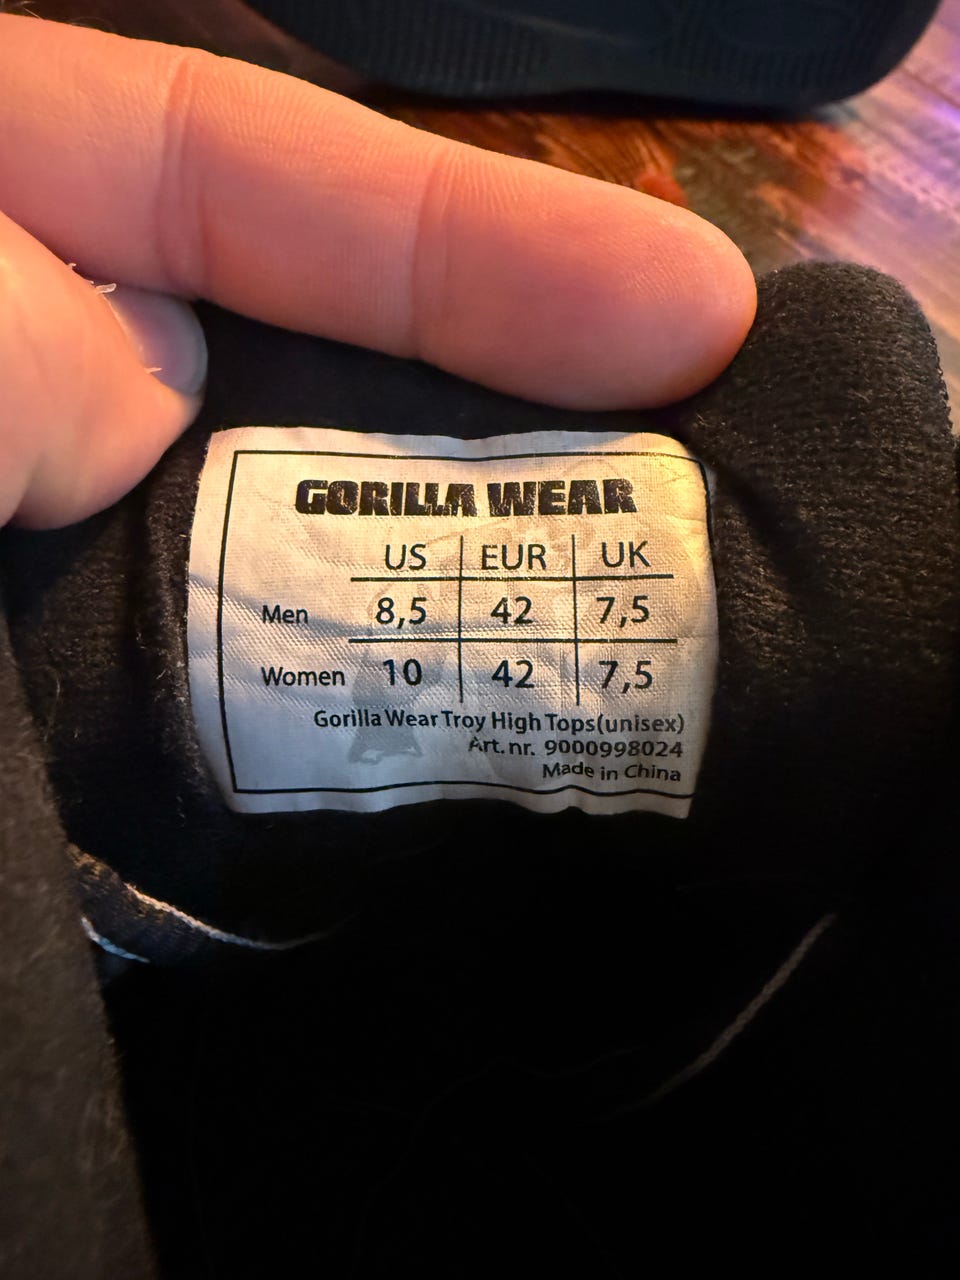 GORILLA WEAR
US EUR UK
Men 8,5 42 7,5
Women 10 42 7,5
Gorilla Wear Troy High Tops(unisex)
Art. nr. 9000998024
Made in China